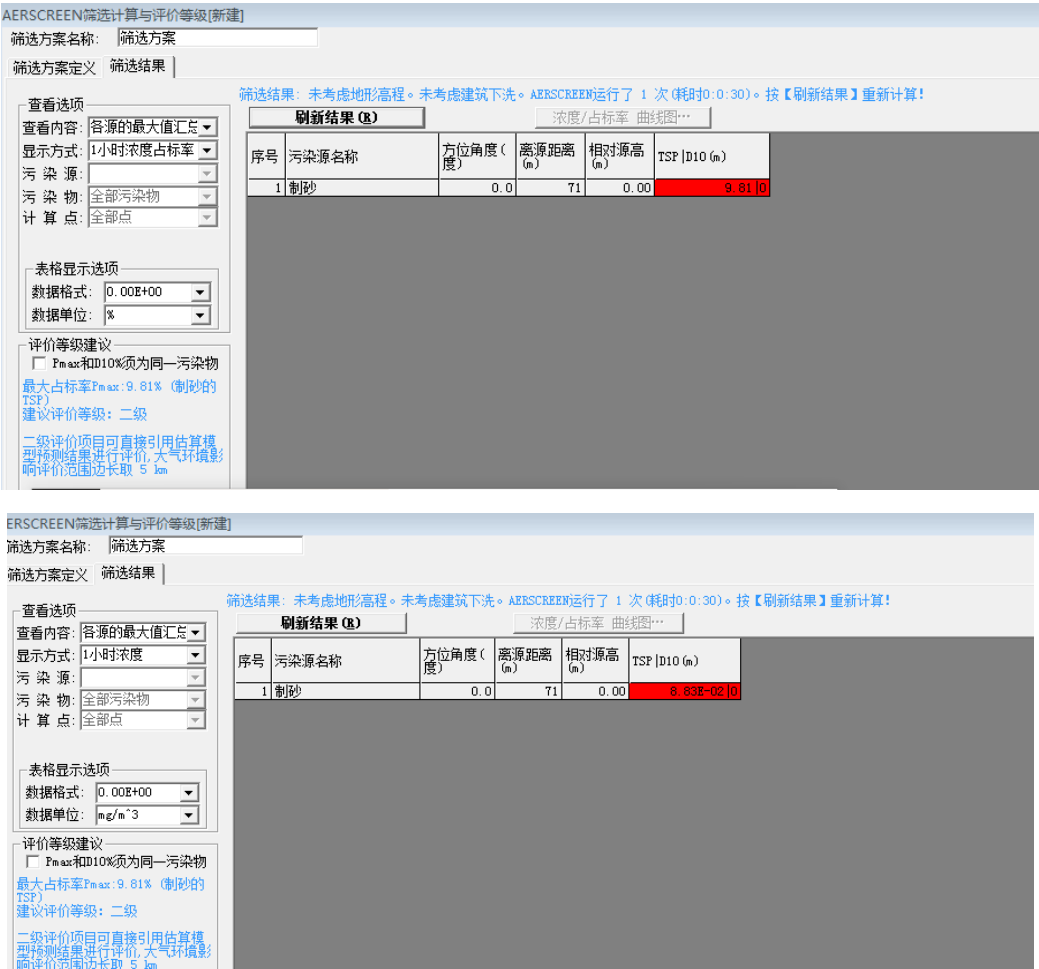 AERSCREEN筛选计算与评价等级[新建]
筛选方案名称: 筛选方案
筛选方案定义 筛选结果
筛选结果: 未考虑地形高程。未考虑建筑下洗。AERSCREEN运行了 1 次(耗时0:0:30)。按【刷新结果】重新计算!
查看选项
刷新结果(R) 浓度/占标率 曲线图…
查看内容: 各源的最大值汇总
显示方式: 1小时浓度占标率
污 染 源:
污 染 物: 全部污染物
计 算 点: 全部点
序号 污染源名称 方位角度(度) 离源距离(m) 相对源高(m) TSP|D10(m)
1 制砂 0.0 71 0.00 9.81|0
表格显示选项
数据格式: 0.00E+00
数据单位: %
评价等级建议
Pmax和D10%须为同一污染物
最大占标率Pmax:9.81% (制砂的
TSP)
建议评价等级: 二级
二级评价项目可直接引用估算模
型预测结果进行评价,大气环境影
响评价范围边长取 5 km
ERSCREEN筛选计算与评价等级[新建]
筛选方案名称: 筛选方案
筛选方案定义 筛选结果
筛选结果: 未考虑地形高程。未考虑建筑下洗。AERSCREEN运行了 1 次(耗时0:0:30)。按【刷新结果】重新计算!
查看选项
刷新结果(R) 浓度/占标率 曲线图…
查看内容: 各源的最大值汇总
显示方式: 1小时浓度
污 染 源:
污 染 物: 全部污染物
计 算 点: 全部点
序号 污染源名称 方位角度(度) 离源距离(m) 相对源高(m) TSP|D10(m)
1 制砂 0.0 71 0.00 8.83E-02|0
表格显示选项
数据格式: 0.00E+00
数据单位: mg/m^3
评价等级建议
Pmax和D10%须为同一污染物
最大占标率Pmax:9.81% (制砂的
TSP)
建议评价等级: 二级
二级评价项目可直接引用估算模
型预测结果进行评价,大气环境影
响评价范围边长取 5 km